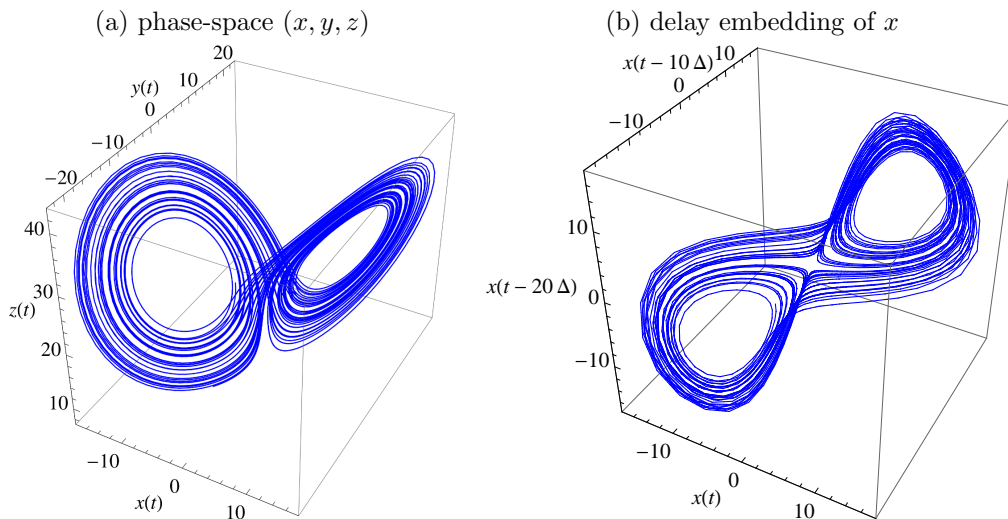 (a) phase-space (x, y, z)
20
10
y(t)
0
−10
−20
40
30
z(t)
20
10
−10
0
x(t)
10
(b) delay embedding of x
10
x(t − 10 Δ)
0
−10
10
x(t − 20 Δ)
0
−10
−10
0
x(t)
10